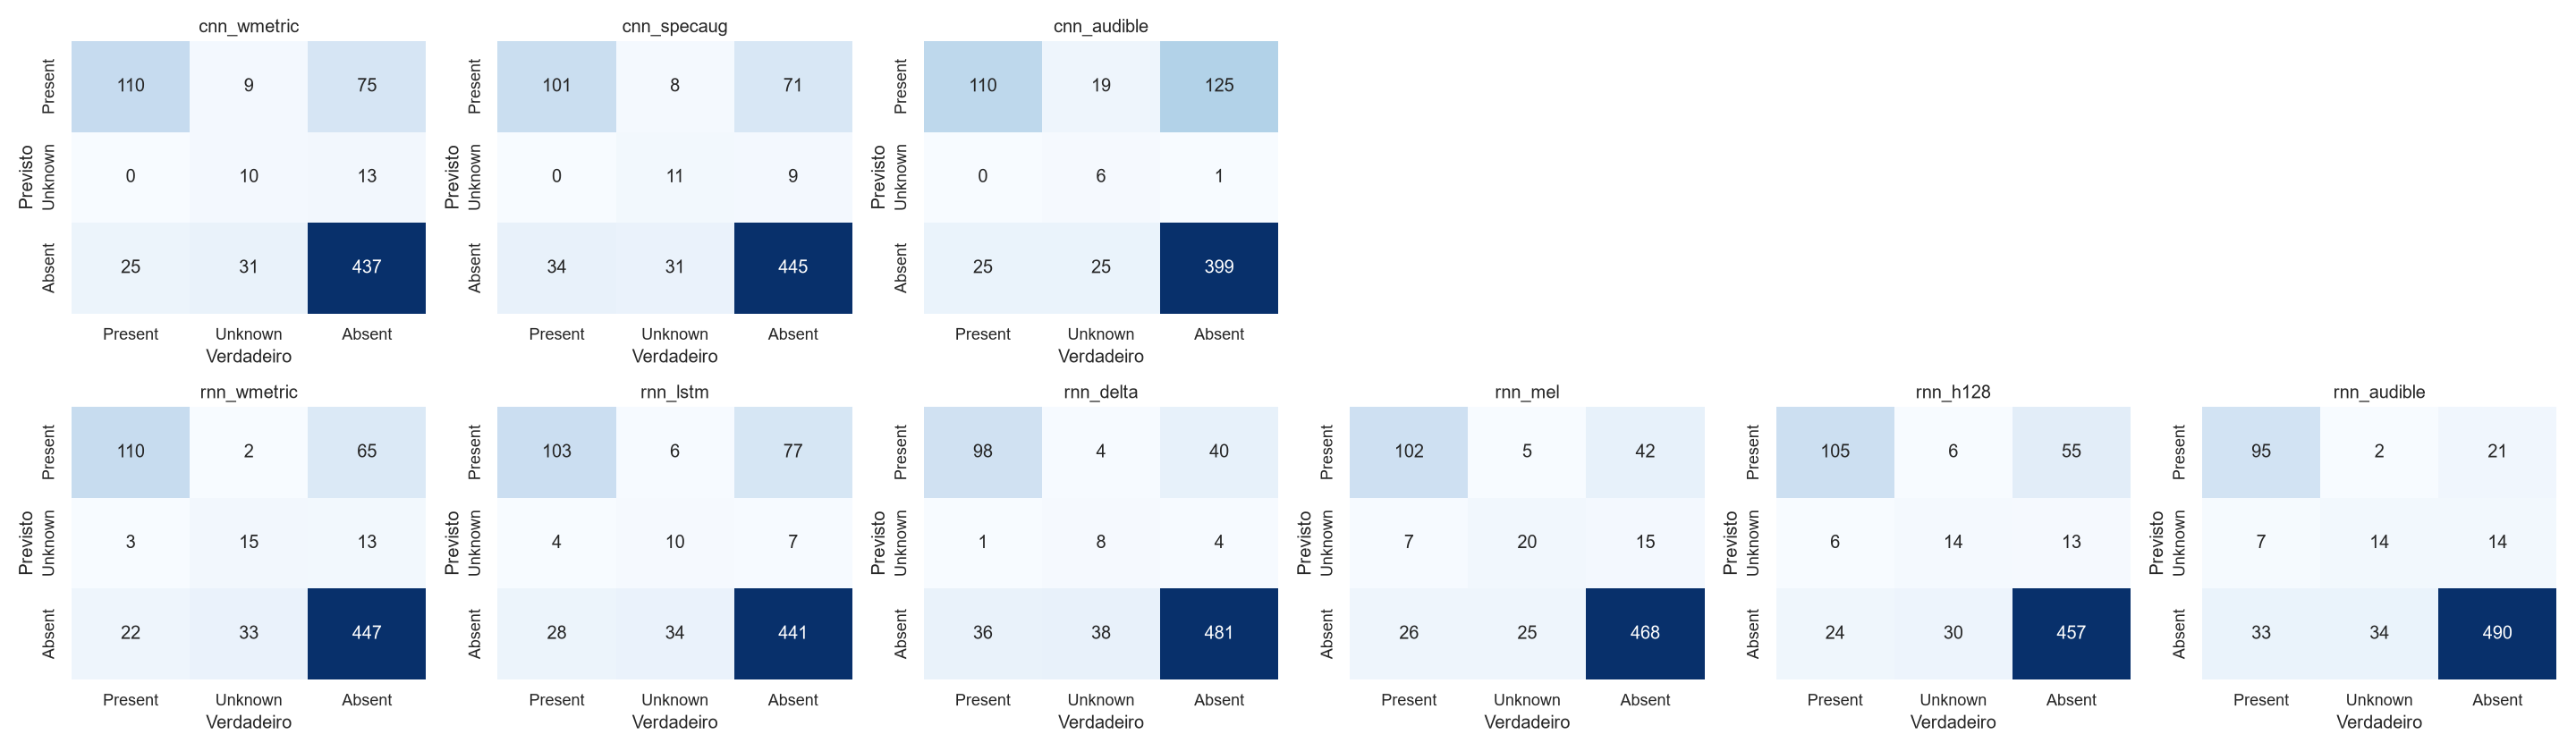 cnn_wmetric
Previsto
Present 110 9 75
Unknown 0 10 13
Absent 25 31 437
Present Unknown Absent
Verdadeiro
cnn_specaug
Previsto
Present 101 8 71
Unknown 0 11 9
Absent 34 31 445
Present Unknown Absent
Verdadeiro
cnn_audible
Previsto
Present 110 19 125
Unknown 0 6 1
Absent 25 25 399
Present Unknown Absent
Verdadeiro
rnn_wmetric
Previsto
Present 110 2 65
Unknown 3 15 13
Absent 22 33 447
Present Unknown Absent
Verdadeiro
rnn_lstm
Previsto
Present 103 6 77
Unknown 4 10 7
Absent 28 34 441
Present Unknown Absent
Verdadeiro
rnn_delta
Previsto
Present 98 4 40
Unknown 1 8 4
Absent 36 38 481
Present Unknown Absent
Verdadeiro
rnn_mel
Previsto
Present 102 5 42
Unknown 7 20 15
Absent 26 25 468
Present Unknown Absent
Verdadeiro
rnn_h128
Previsto
Present 105 6 55
Unknown 6 14 13
Absent 24 30 457
Present Unknown Absent
Verdadeiro
rnn_audible
Previsto
Present 95 2 21
Unknown 7 14 14
Absent 33 34 490
Present Unknown Absent
Verdadeiro